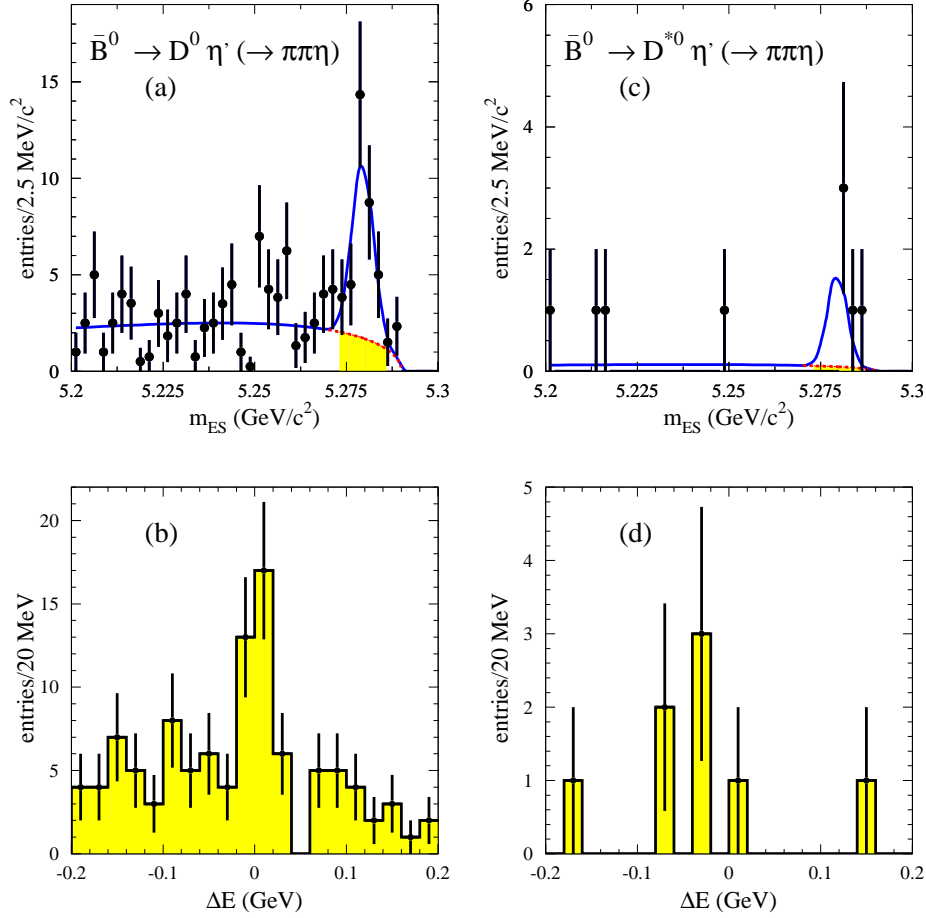 B̄⁰ → D⁰ η’ (→ ππη)
(a)
entries/2.5 MeV/c²
15
10
5
0
5.2
5.225
5.25
5.275
5.3
m_ES (GeV/c²)
B̄⁰ → D*⁰ η’ (→ ππη)
(c)
entries/2.5 MeV/c²
6
4
2
0
5.2
5.225
5.25
5.275
5.3
m_ES (GeV/c²)
(b)
entries/20 MeV
20
15
10
5
0
-0.2
-0.1
0
0.1
0.2
ΔE (GeV)
(d)
entries/20 MeV
5
4
3
2
1
0
-0.2
-0.1
0
0.1
0.2
ΔE (GeV)